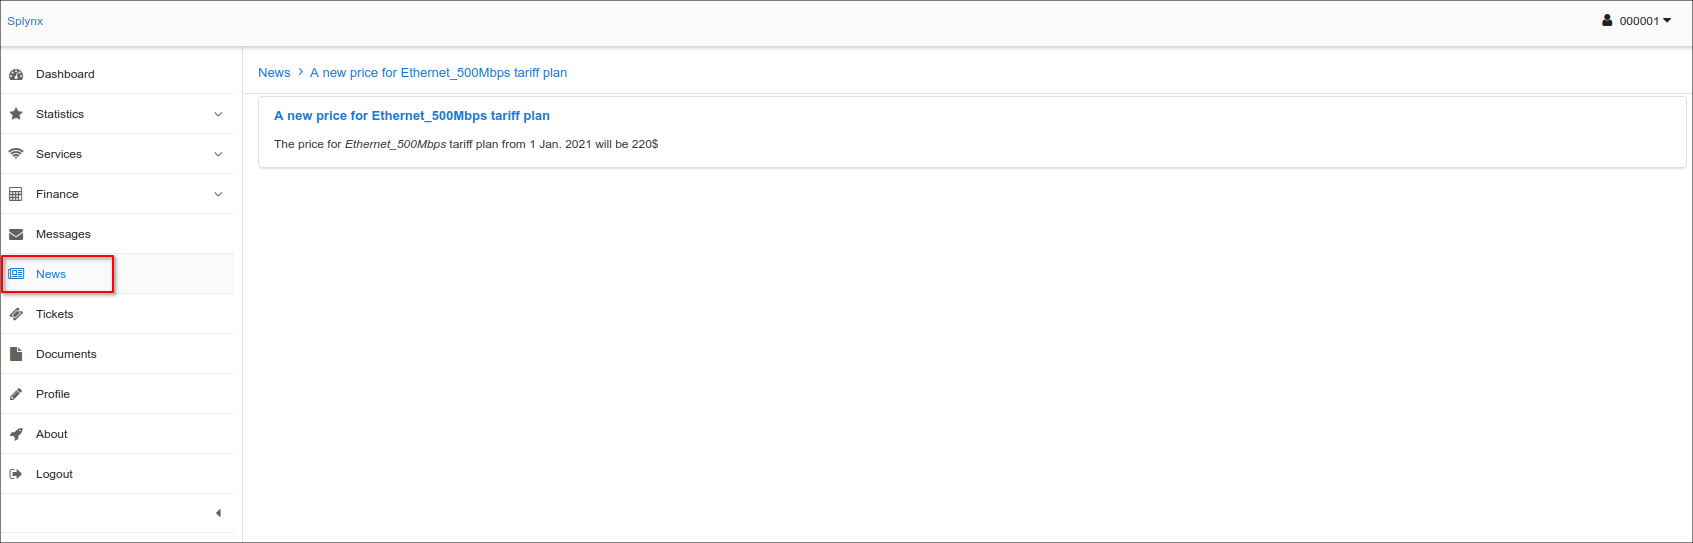 Splynx
000001
Dashboard
Statistics
Services
Finance
Messages
News
Tickets
Documents
Profile
About
Logout
News > A new price for Ethernet_500Mbps tariff plan
A new price for Ethernet_500Mbps tariff plan
The price for Ethernet_500Mbps tariff plan from 1 Jan. 2021 will be 220$